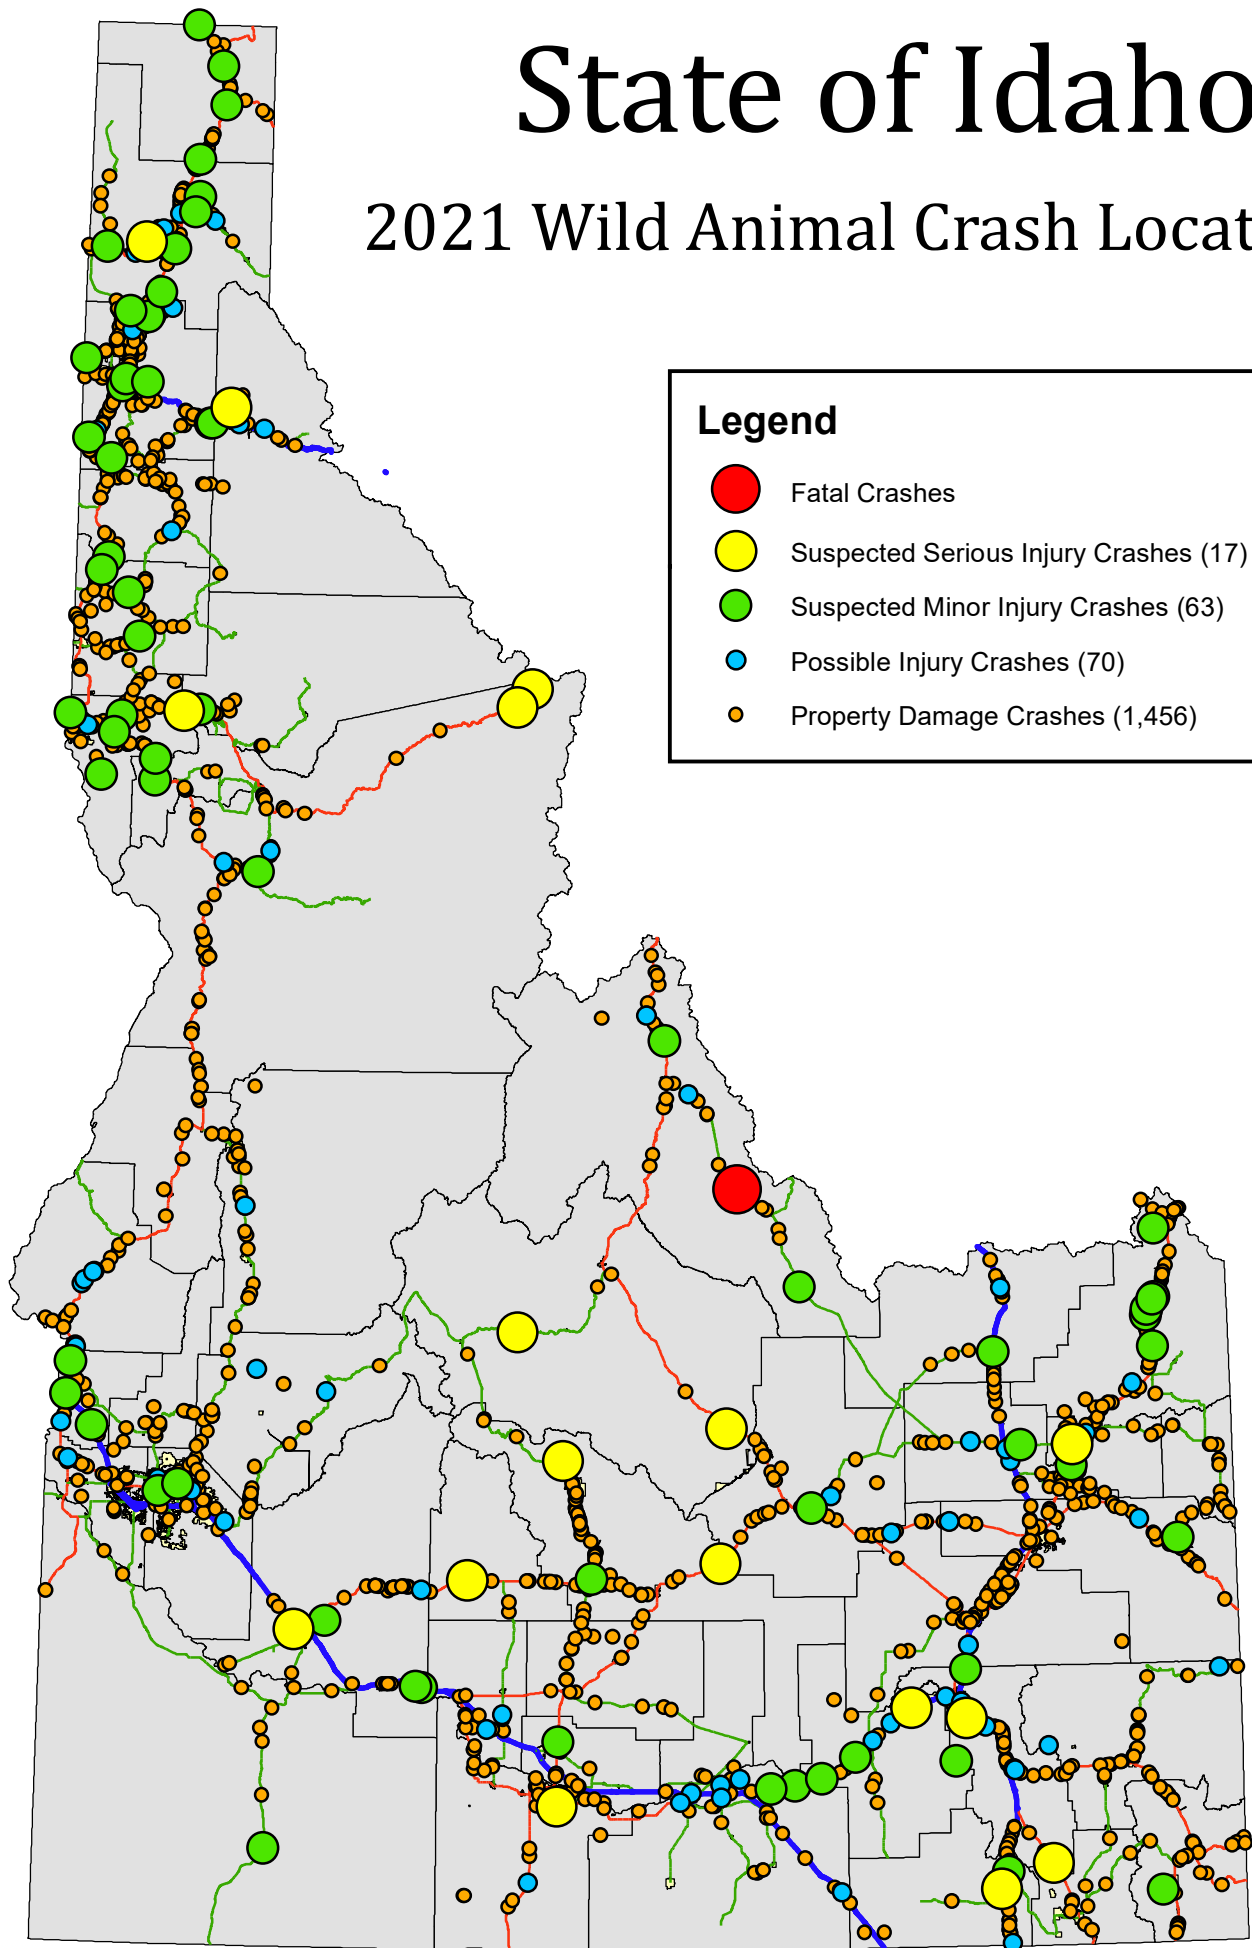 State of Idaho
2021 Wild Animal Crash Locat
Legend
Fatal Crashes
Suspected Serious Injury Crashes (17)
Suspected Minor Injury Crashes (63)
Possible Injury Crashes (70)
Property Damage Crashes (1,456)